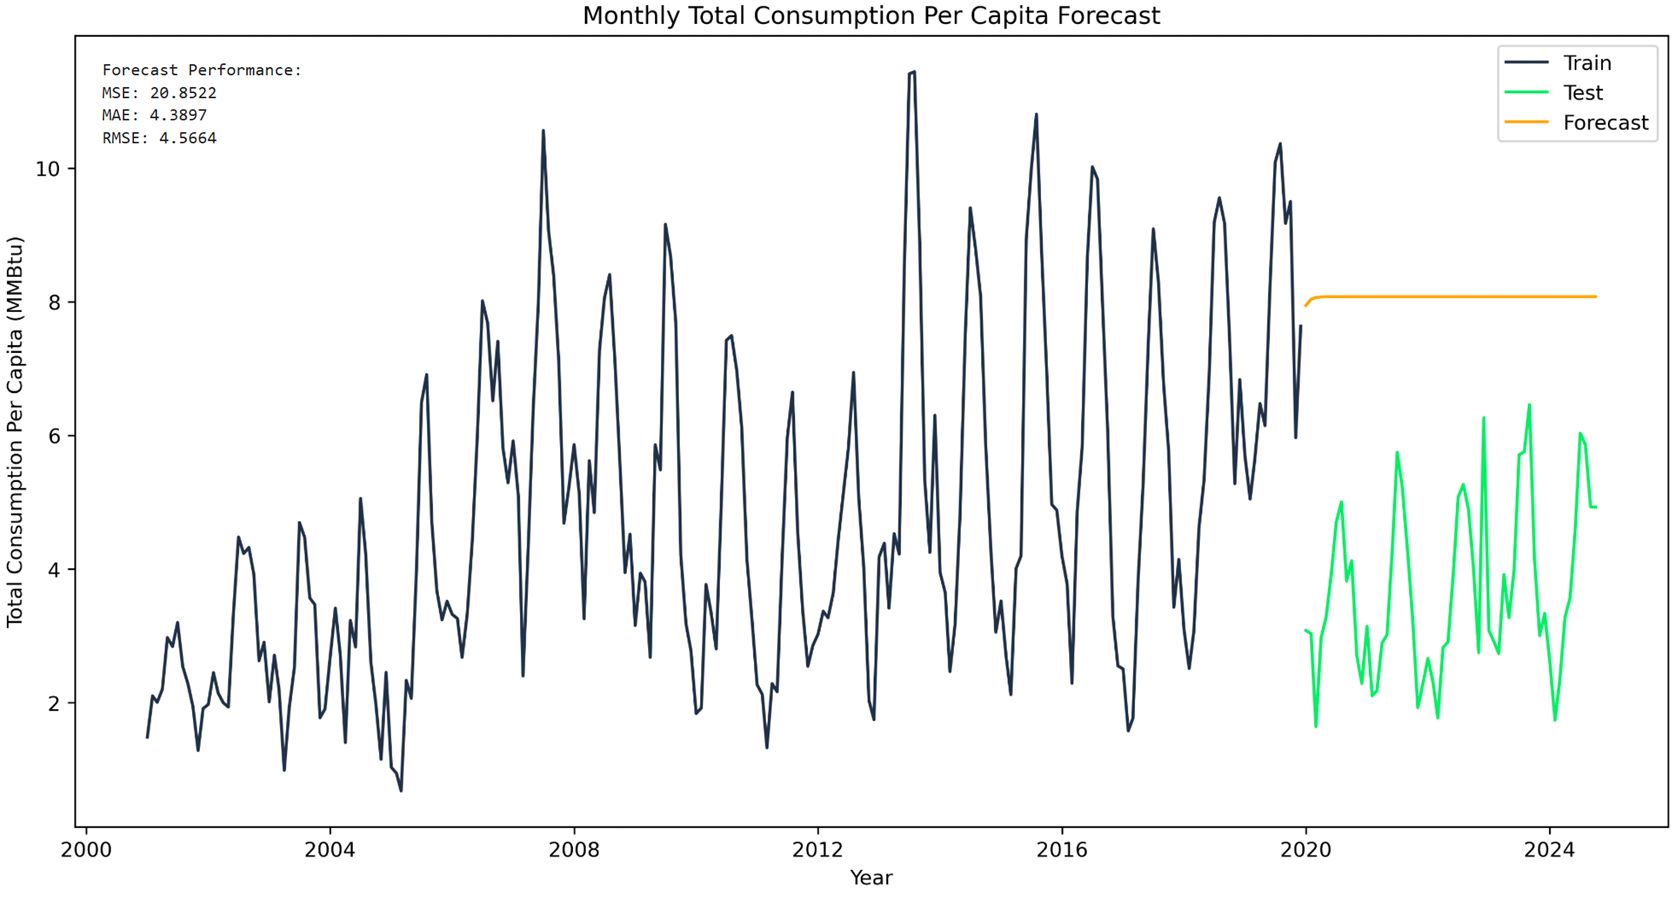 Monthly Total Consumption Per Capita Forecast
Forecast Performance:
MSE: 20.8522
MAE: 4.3897
RMSE: 4.5664
Train
Test
Forecast
Total Consumption Per Capita (MMBtu)
10
8
6
4
2
2000 2004 2008 2012 2016 2020 2024
Year